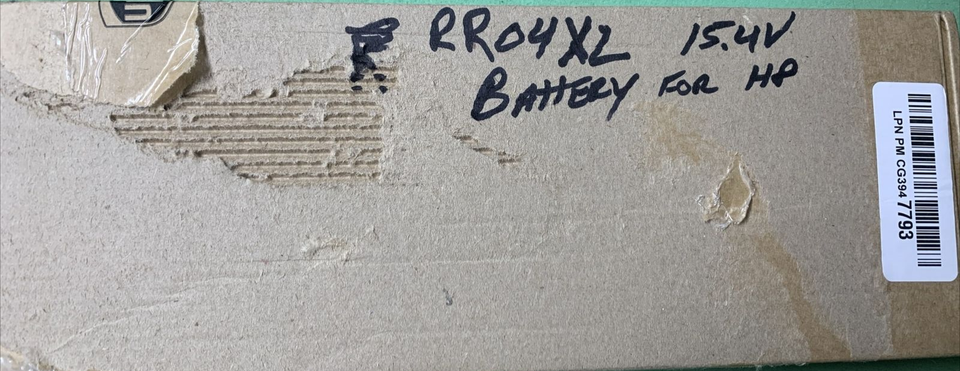 RR04XL 15.4V
BATTERY FOR HP
LPN PM CG394 7793